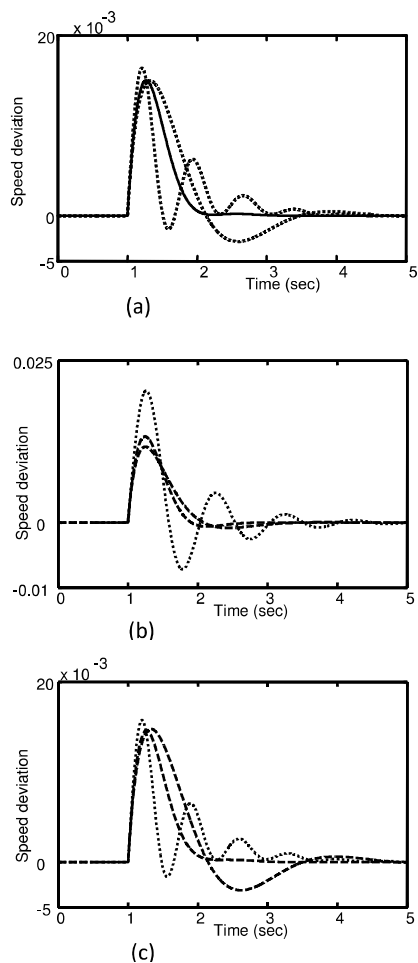 x 10 -3
20
Speed deviation
0
-5
0 1 2 3 4 5
Time (sec)
(a)
0.025
Speed deviation
0
-0.01
0 1 2 3 4 5
Time (sec)
(b)
x 10 -3
20
Speed deviation
0
-5
0 1 2 3 4 5
Time (sec)
(c)